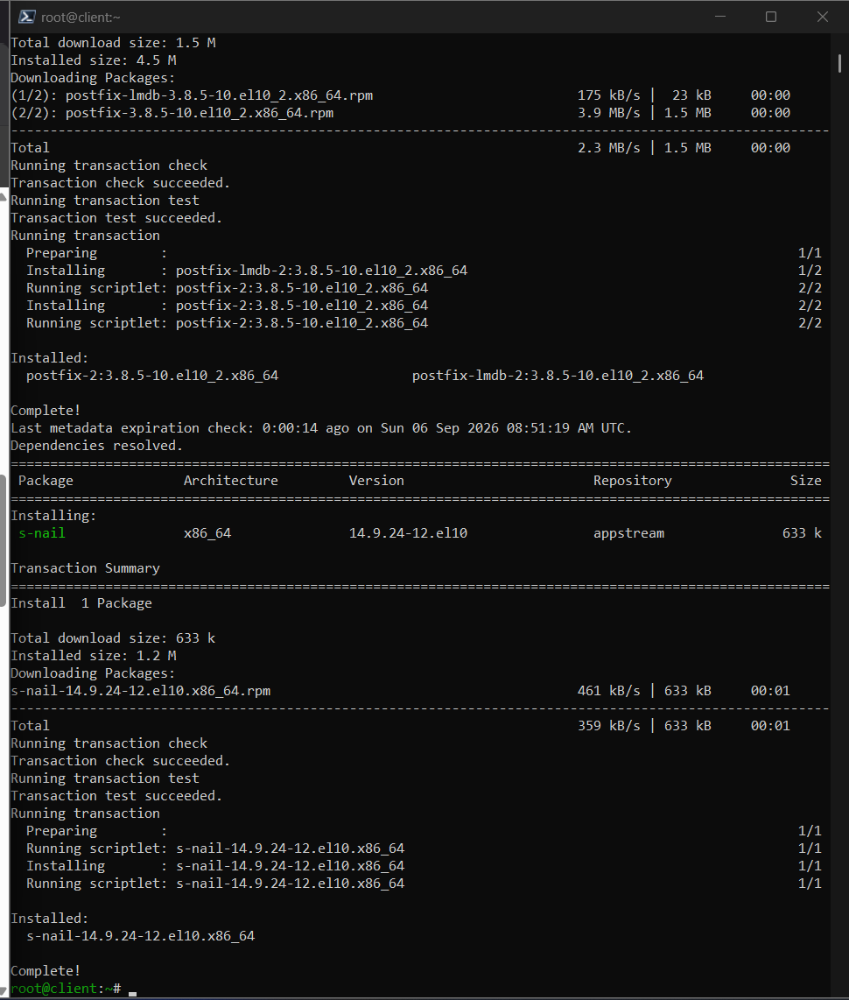 root@client:~
Total download size: 1.5 M
Installed size: 4.5 M
Downloading Packages:
(1/2): postfix-lmdb-3.8.5-10.el10_2.x86_64.rpm                          175 kB/s |  23 kB     00:00
(2/2): postfix-3.8.5-10.el10_2.x86_64.rpm                               3.9 MB/s | 1.5 MB     00:00
--------------------------------------------------------------------------------------------------------
Total                                                                   2.3 MB/s | 1.5 MB     00:00
Running transaction check
Transaction check succeeded.
Running transaction test
Transaction test succeeded.
Running transaction
  Preparing        :                                                                                1/1
  Installing       : postfix-lmdb-2:3.8.5-10.el10_2.x86_64                                          1/2
  Running scriptlet: postfix-2:3.8.5-10.el10_2.x86_64                                               2/2
  Installing       : postfix-2:3.8.5-10.el10_2.x86_64                                               2/2
  Running scriptlet: postfix-2:3.8.5-10.el10_2.x86_64                                               2/2

Installed:
  postfix-2:3.8.5-10.el10_2.x86_64                 postfix-lmdb-2:3.8.5-10.el10_2.x86_64

Complete!
Last metadata expiration check: 0:00:14 ago on Sun 06 Sep 2026 08:51:19 AM UTC.
Dependencies resolved.
========================================================================================================
 Package              Architecture         Version                        Repository               Size
========================================================================================================
Installing:
 s-nail               x86_64               14.9.24-12.el10                appstream               633 k

Transaction Summary
========================================================================================================
Install  1 Package

Total download size: 633 k
Installed size: 1.2 M
Downloading Packages:
s-nail-14.9.24-12.el10.x86_64.rpm                                       461 kB/s | 633 kB     00:01
--------------------------------------------------------------------------------------------------------
Total                                                                   359 kB/s | 633 kB     00:01
Running transaction check
Transaction check succeeded.
Running transaction test
Transaction test succeeded.
Running transaction
  Preparing        :                                                                                1/1
  Running scriptlet: s-nail-14.9.24-12.el10.x86_64                                                  1/1
  Installing       : s-nail-14.9.24-12.el10.x86_64                                                  1/1
  Running scriptlet: s-nail-14.9.24-12.el10.x86_64                                                  1/1

Installed:
  s-nail-14.9.24-12.el10.x86_64

Complete!
root@client:~#